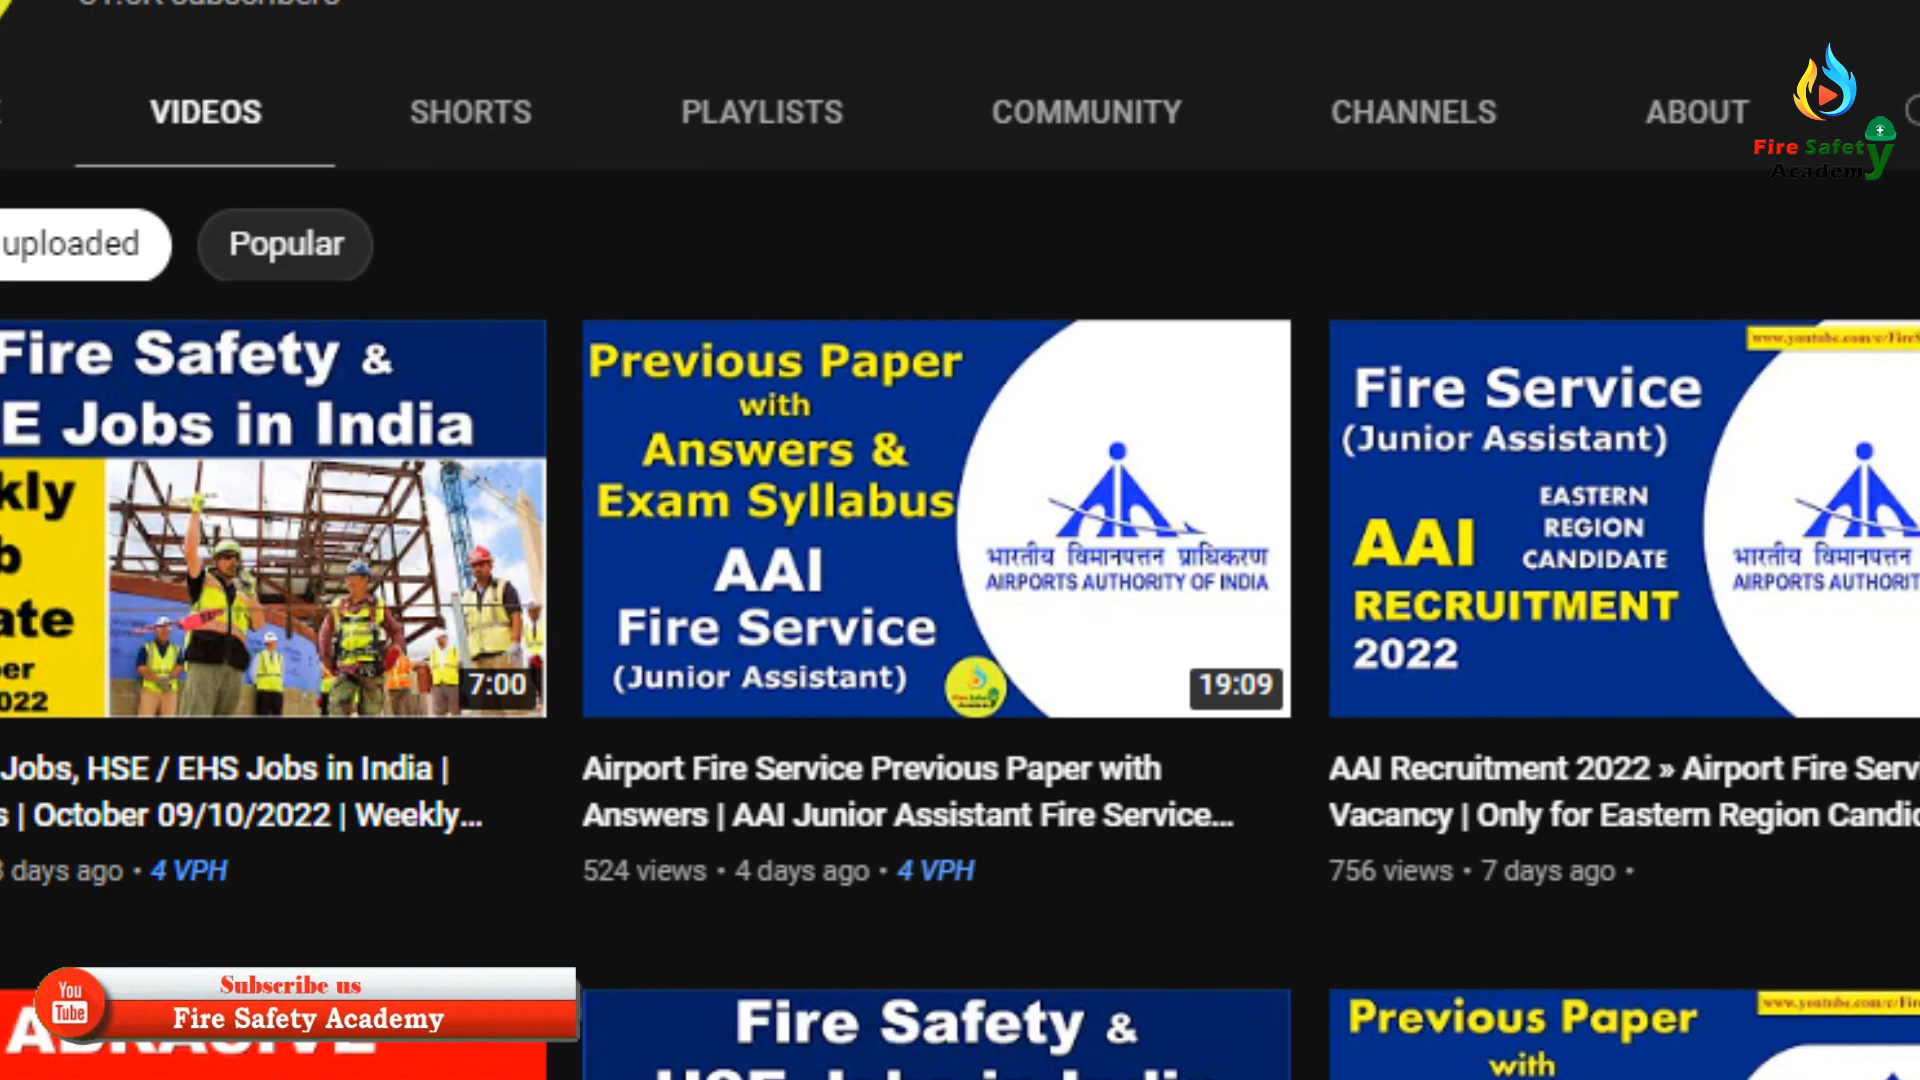 VIDEOS
SHORTS
PLAYLISTS
COMMUNITY
CHANNELS
ABOUT
Fire Safety
Academy
uploaded
Popular
Fire Safety &
E Jobs in India
kly
b
ate
er
022
7:00
Previous Paper
with
Answers &
Exam Syllabus
AAI
Fire Service
(Junior Assistant)
भारतीय विमानपत्तन प्राधिकरण
AIRPORTS AUTHORITY OF INDIA
19:09
Fire Service
(Junior Assistant)
EASTERN
REGION
CANDIDATE
AAI
RECRUITMENT
2022
भारतीय विमानपत्तन
AIRPORTS AUTHORIT
Jobs, HSE / EHS Jobs in India |
s | October 09/10/2022 | Weekly...
3 days ago • 4 VPH
Airport Fire Service Previous Paper with
Answers | AAI Junior Assistant Fire Service...
524 views • 4 days ago • 4 VPH
AAI Recruitment 2022 » Airport Fire Serv
Vacancy | Only for Eastern Region Candid
756 views • 7 days ago •
You
Tube
Subscribe us
Fire Safety Academy
Fire Safety &
Previous Paper
with